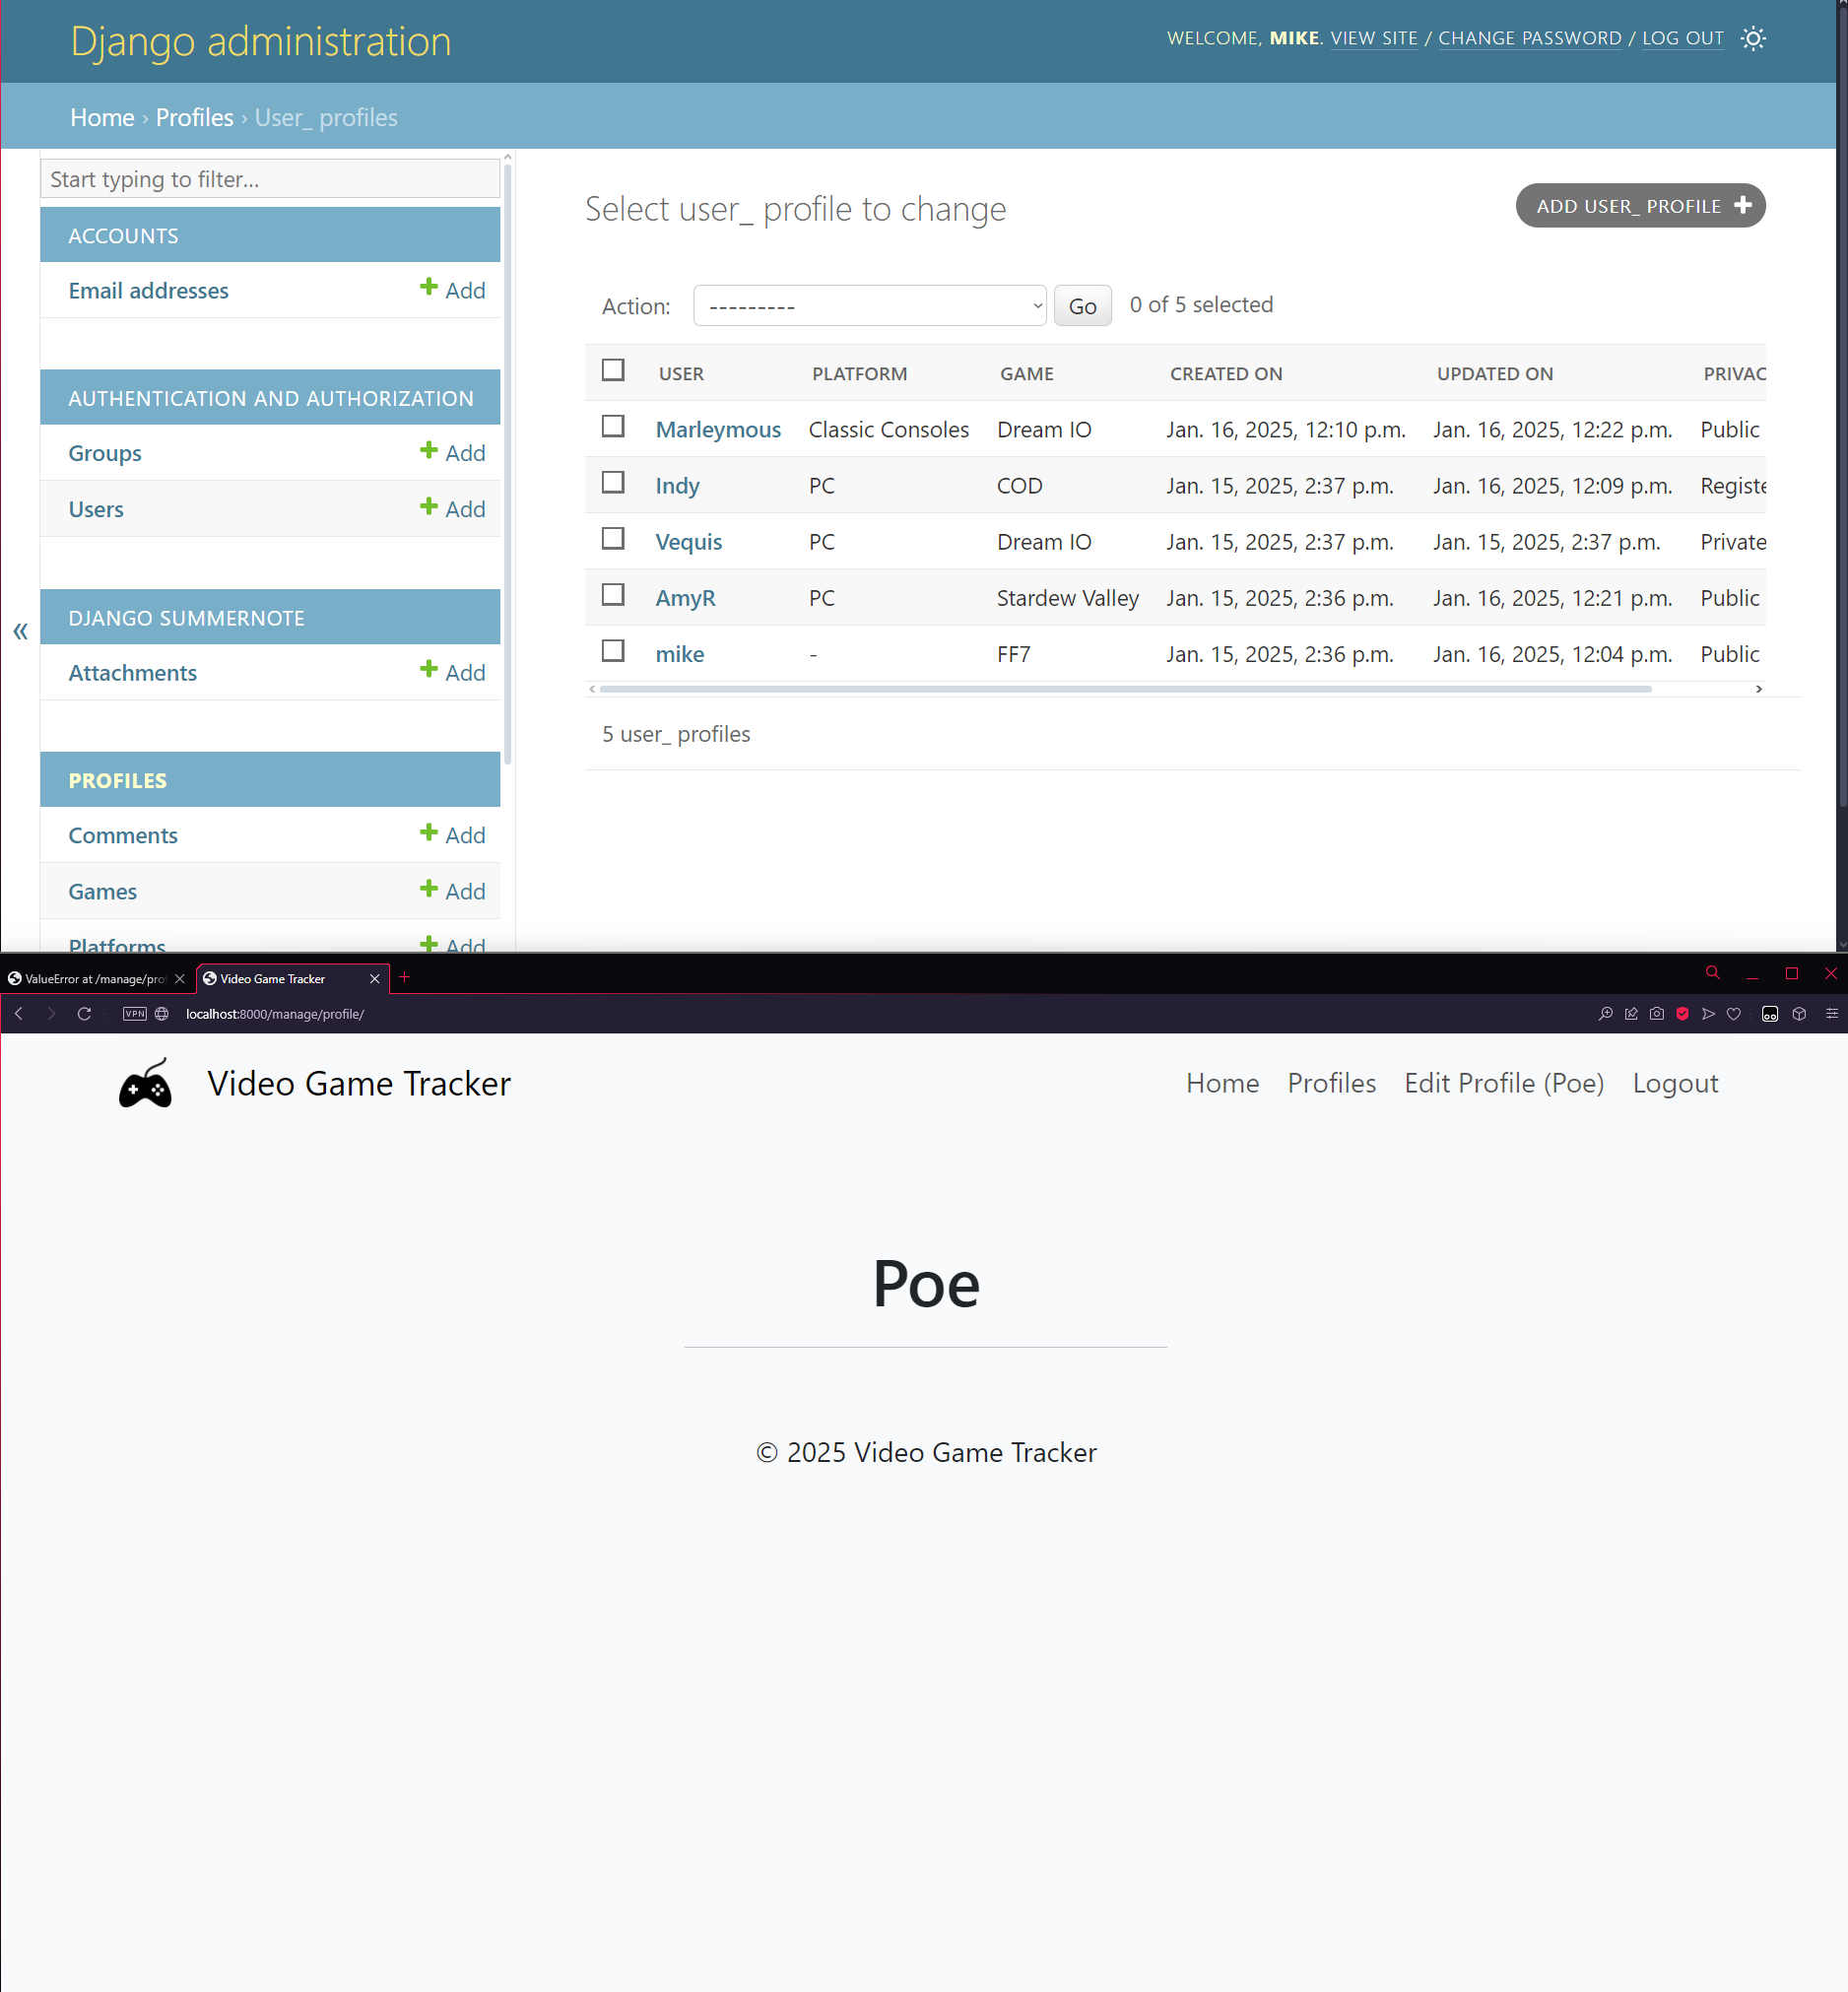 Django administration
WELCOME, MIKE. VIEW SITE / CHANGE PASSWORD / LOG OUT
Home › Profiles › User_ profiles
Start typing to filter...
ACCOUNTS
Email addresses Add
AUTHENTICATION AND AUTHORIZATION
Groups Add
Users Add
DJANGO SUMMERNOTE
Attachments Add
PROFILES
Comments Add
Games Add
Platforms Add
«
Select user_ profile to change
ADD USER_ PROFILE +
Action: --------- Go 0 of 5 selected
USER PLATFORM GAME CREATED ON UPDATED ON PRIVAC
Marleymous Classic Consoles Dream IO Jan. 16, 2025, 12:10 p.m. Jan. 16, 2025, 12:22 p.m. Public
Indy PC COD Jan. 15, 2025, 2:37 p.m. Jan. 16, 2025, 12:09 p.m. Registe
Vequis PC Dream IO Jan. 15, 2025, 2:37 p.m. Jan. 15, 2025, 2:37 p.m. Private
AmyR PC Stardew Valley Jan. 15, 2025, 2:36 p.m. Jan. 16, 2025, 12:21 p.m. Public
mike - FF7 Jan. 15, 2025, 2:36 p.m. Jan. 16, 2025, 12:04 p.m. Public
5 user_ profiles
ValueError at /manage/pro Video Game Tracker
VPN localhost:8000/manage/profile/
Video Game Tracker Home Profiles Edit Profile (Poe) Logout
Poe
© 2025 Video Game Tracker